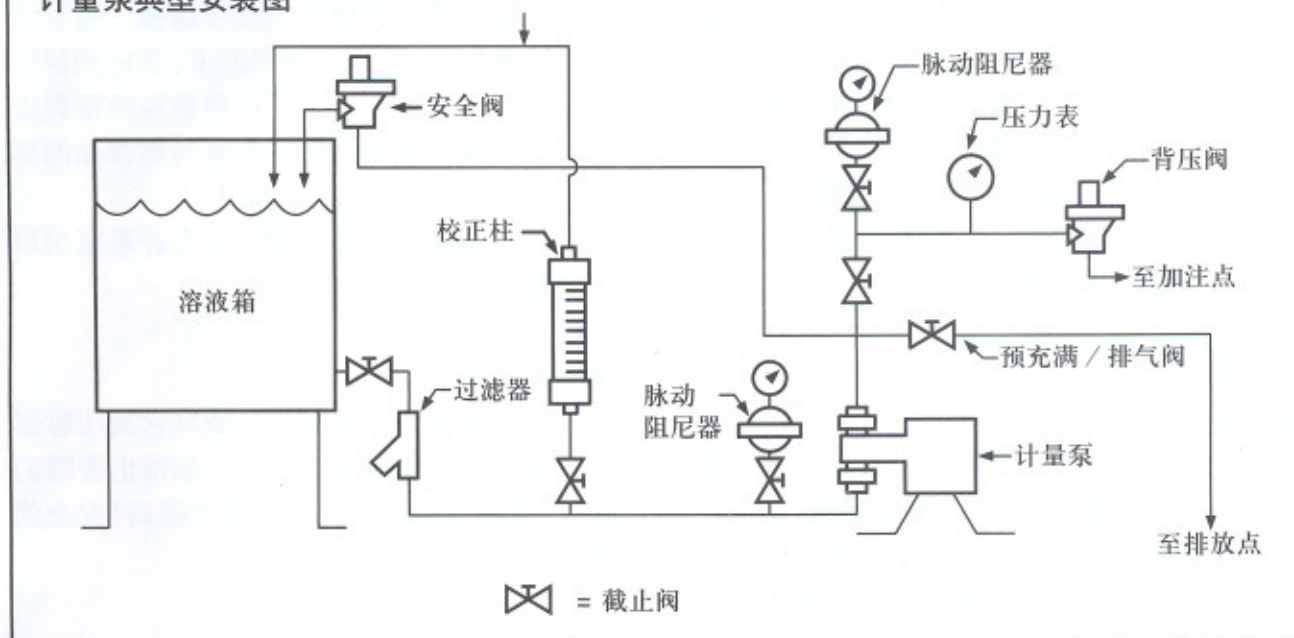 计量泵典型安装图
脉动阻尼器
安全阀
压力表
背压阀
校正柱
至加注点
溶液箱
预充满/排气阀
过滤器
脉动
阻尼器
计量泵
至排放点
= 截止阀